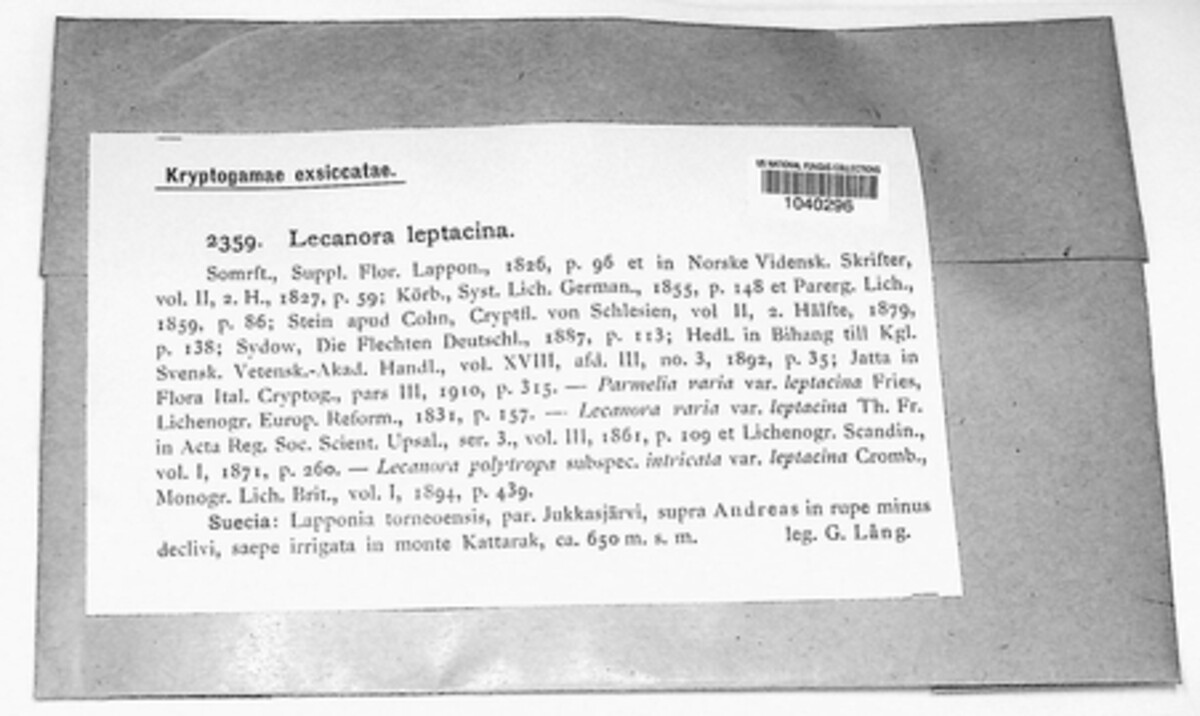 Kryptogamae exsiccatae.
US NATIONAL FUNGUS COLLECTIONS
1040296
2359. Lecanora leptacina.
Somrft., Suppl. Flor. Lappon., 1826, p. 96 et in Norske Vidensk. Skrifter,
vol. II, 2. H., 1827, p. 59; Körb., Syst. Lich. German., 1855, p. 148 et Parerg. Lich.,
1859, p. 86; Stein apud Cohn, Cryptfl. von Schlesien, vol II, 2. Hälfte, 1879,
p. 138; Sydow, Die Flechten Deutschl., 1887, p. 113; Hedl. in Bihang till Kgl.
Svensk. Vetensk.-Akad. Handl., vol. XVIII, afd. III, no. 3, 1892, p. 35; Jatta in
Flora Ital. Cryptog., pars III, 1910, p. 315. — Parmelia varia var. leptacina Fries,
Lichenogr. Europ. Reform., 1831, p. 157. — Lecanora varia var. leptacina Th. Fr.
in Acta Reg. Soc. Scient. Upsal., ser. 3., vol. III, 1861, p. 109 et Lichenogr. Scandin.,
vol. I, 1871, p. 260. — Lecanora polytropa subspec. intricata var. leptacina Cromb.,
Monogr. Lich. Brit., vol. I, 1894, p. 439.
Suecia: Lapponia torneoensis, par. Jukkasjärvi, supra Andreas in rupe minus
declivi, saepe irrigata in monte Kattarak, ca. 650 m. s. m. leg. G. Lång.